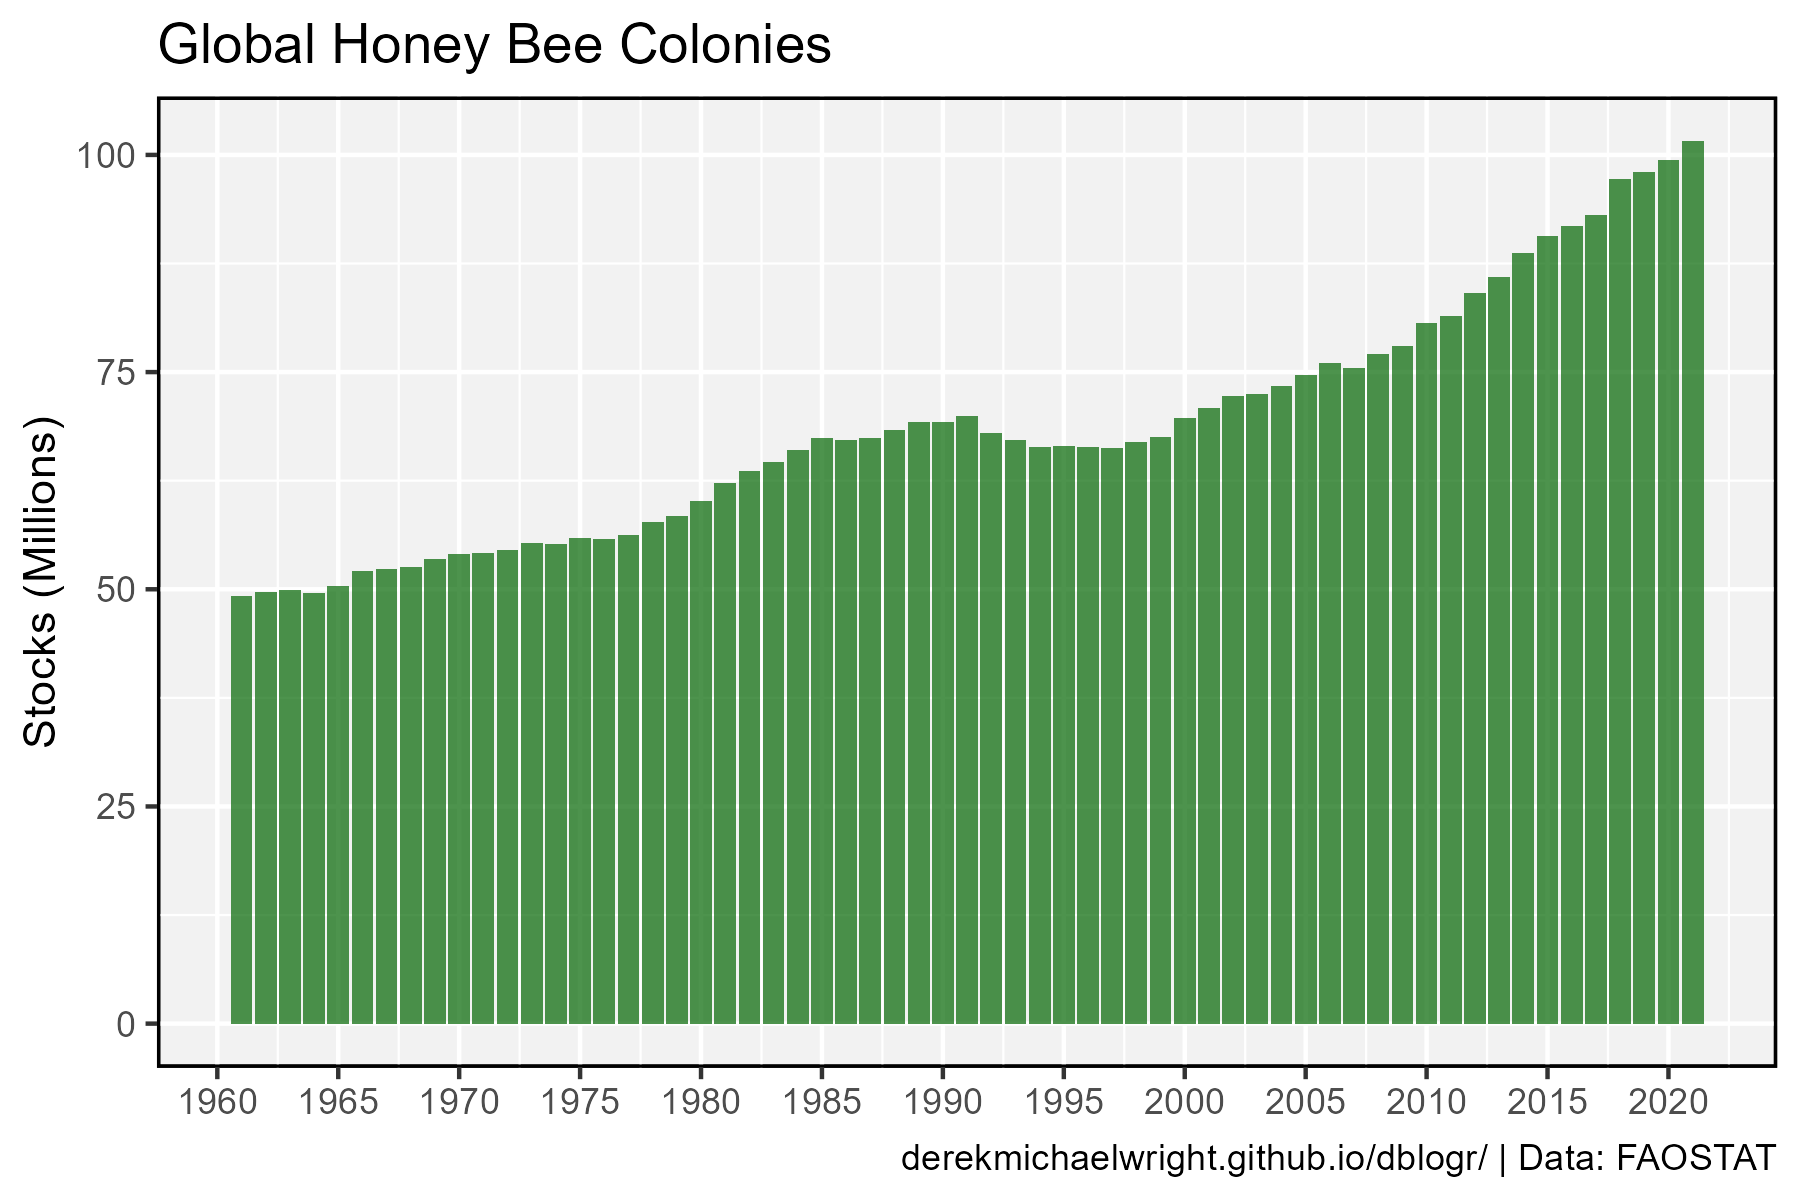 Global Honey Bee Colonies
Stocks (Millions)
100
75
50
25
0
1960 1965 1970 1975 1980 1985 1990 1995 2000 2005 2010 2015 2020
derekmichaelwright.github.io/dblogr/ | Data: FAOSTAT